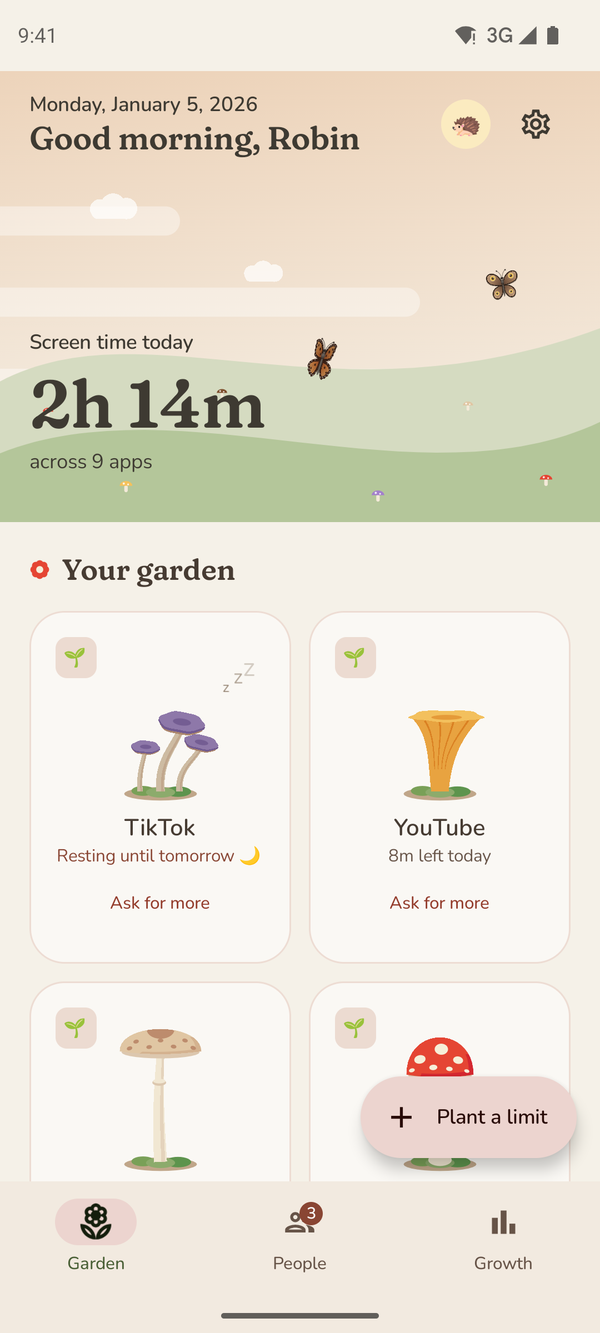 9:41
3G
Monday, January 5, 2026
Good morning, Robin
Screen time today
2h 14m
across 9 apps
Your garden
z z Z
TikTok
Resting until tomorrow 🌙
Ask for more
YouTube
8m left today
Ask for more
+ Plant a limit
Garden
3
People
Growth